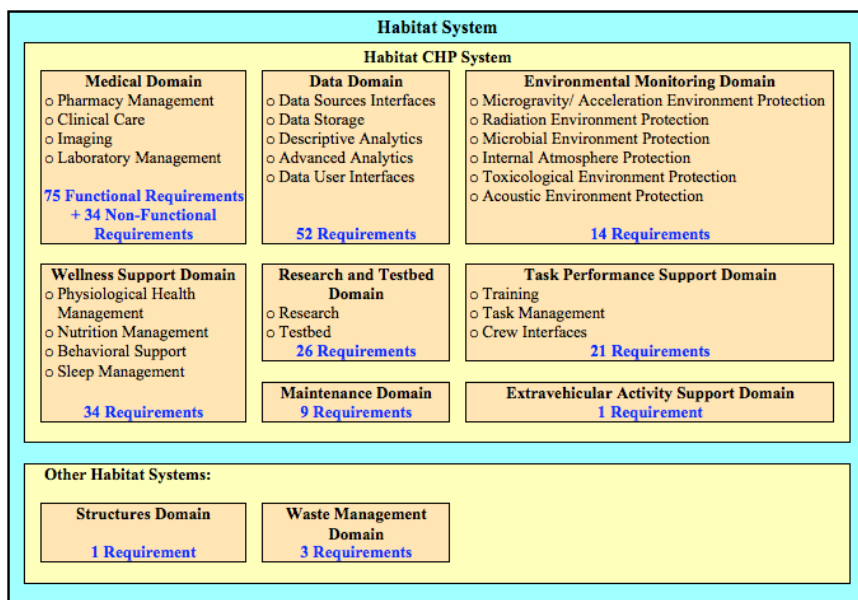 Habitat System
Habitat CHP System
Medical Domain
o Pharmacy Management
o Clinical Care
o Imaging
o Laboratory Management
75 Functional Requirements
+ 34 Non-Functional
Requirements
Data Domain
o Data Sources Interfaces
o Data Storage
o Descriptive Analytics
o Advanced Analytics
o Data User Interfaces
52 Requirements
Environmental Monitoring Domain
o Microgravity/ Acceleration Environment Protection
o Radiation Environment Protection
o Microbial Environment Protection
o Internal Atmosphere Protection
o Toxicological Environment Protection
o Acoustic Environment Protection
14 Requirements
Wellness Support Domain
o Physiological Health
Management
o Nutrition Management
o Behavioral Support
o Sleep Management
34 Requirements
Research and Testbed
Domain
o Research
o Testbed
26 Requirements
Task Performance Support Domain
o Training
o Task Management
o Crew Interfaces
21 Requirements
Maintenance Domain
9 Requirements
Extravehicular Activity Support Domain
1 Requirement
Other Habitat Systems:
Structures Domain
1 Requirement
Waste Management
Domain
3 Requirements